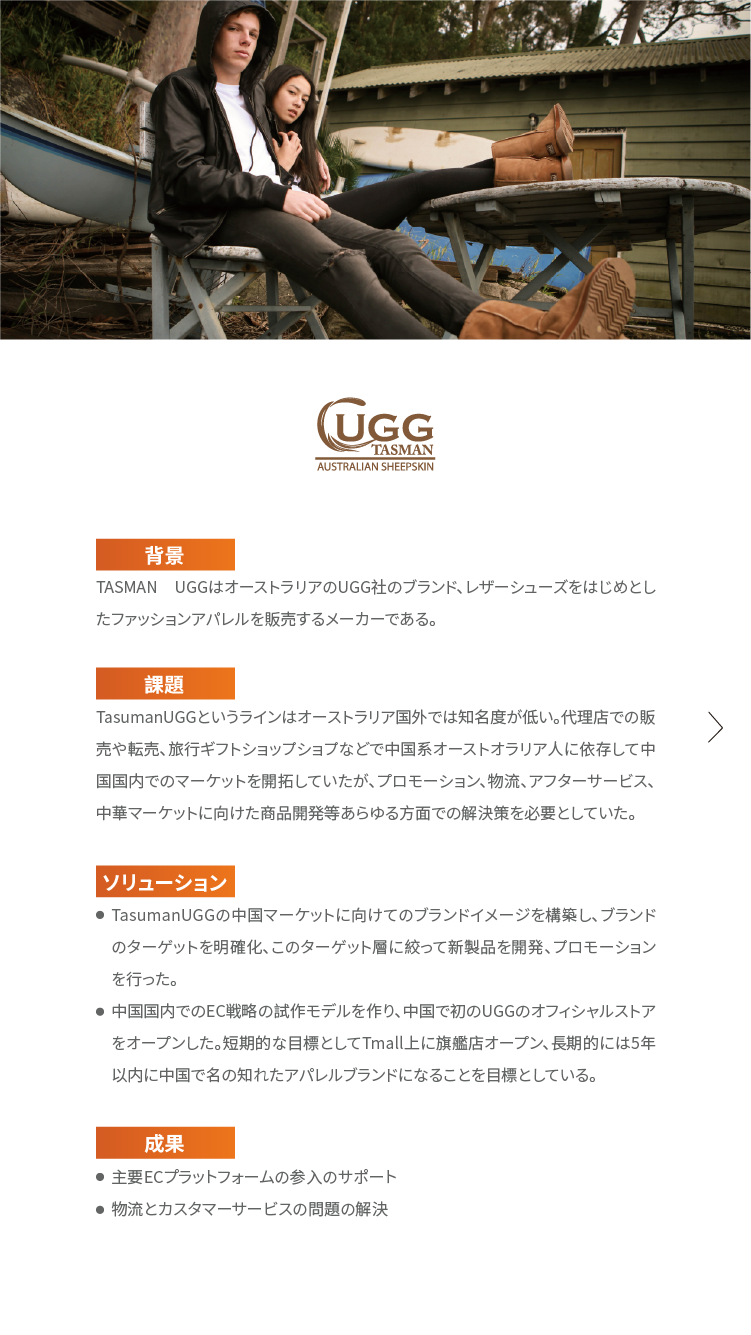 UGG
TASMAN
AUSTRALIAN SHEEPSKIN
背景
TASMAN　UGGはオーストラリアのUGG社のブランド、レザーシューズをはじめとし
たファッションアパレルを販売するメーカーである。
課題
TasumanUGGというラインはオーストラリア国外では知名度が低い。代理店での販
売や転売、旅行ギフトショップショプなどで中国系オーストオラリア人に依存して中
国国内でのマーケットを開拓していたが、プロモーション、物流、アフターサービス、
中華マーケットに向けた商品開発等あらゆる方面での解決策を必要としていた。
ソリューション
● TasumanUGGの中国マーケットに向けてのブランドイメージを構築し、ブランド
のターゲットを明確化、このターゲット層に絞って新製品を開発、プロモーション
を行った。
● 中国国内でのEC戦略の試作モデルを作り、中国で初のUGGのオフィシャルストア
をオープンした。短期的な目標としてTmall上に旗艦店オープン、長期的には5年
以内に中国で名の知れたアパレルブランドになることを目標としている。
成果
● 主要ECプラットフォームの参入のサポート
● 物流とカスタマーサービスの問題の解決